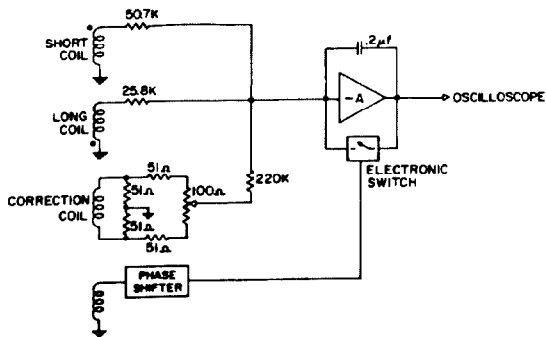 50.7K
.2μf
SHORT
COIL
25.8K
-A
OSCILLOSCOPE
LONG
COIL
220K
ELECTRONIC
SWITCH
51Ω
100Ω
51Ω
CORRECTION
COIL
51Ω
51Ω
PHASE
SHIFTER